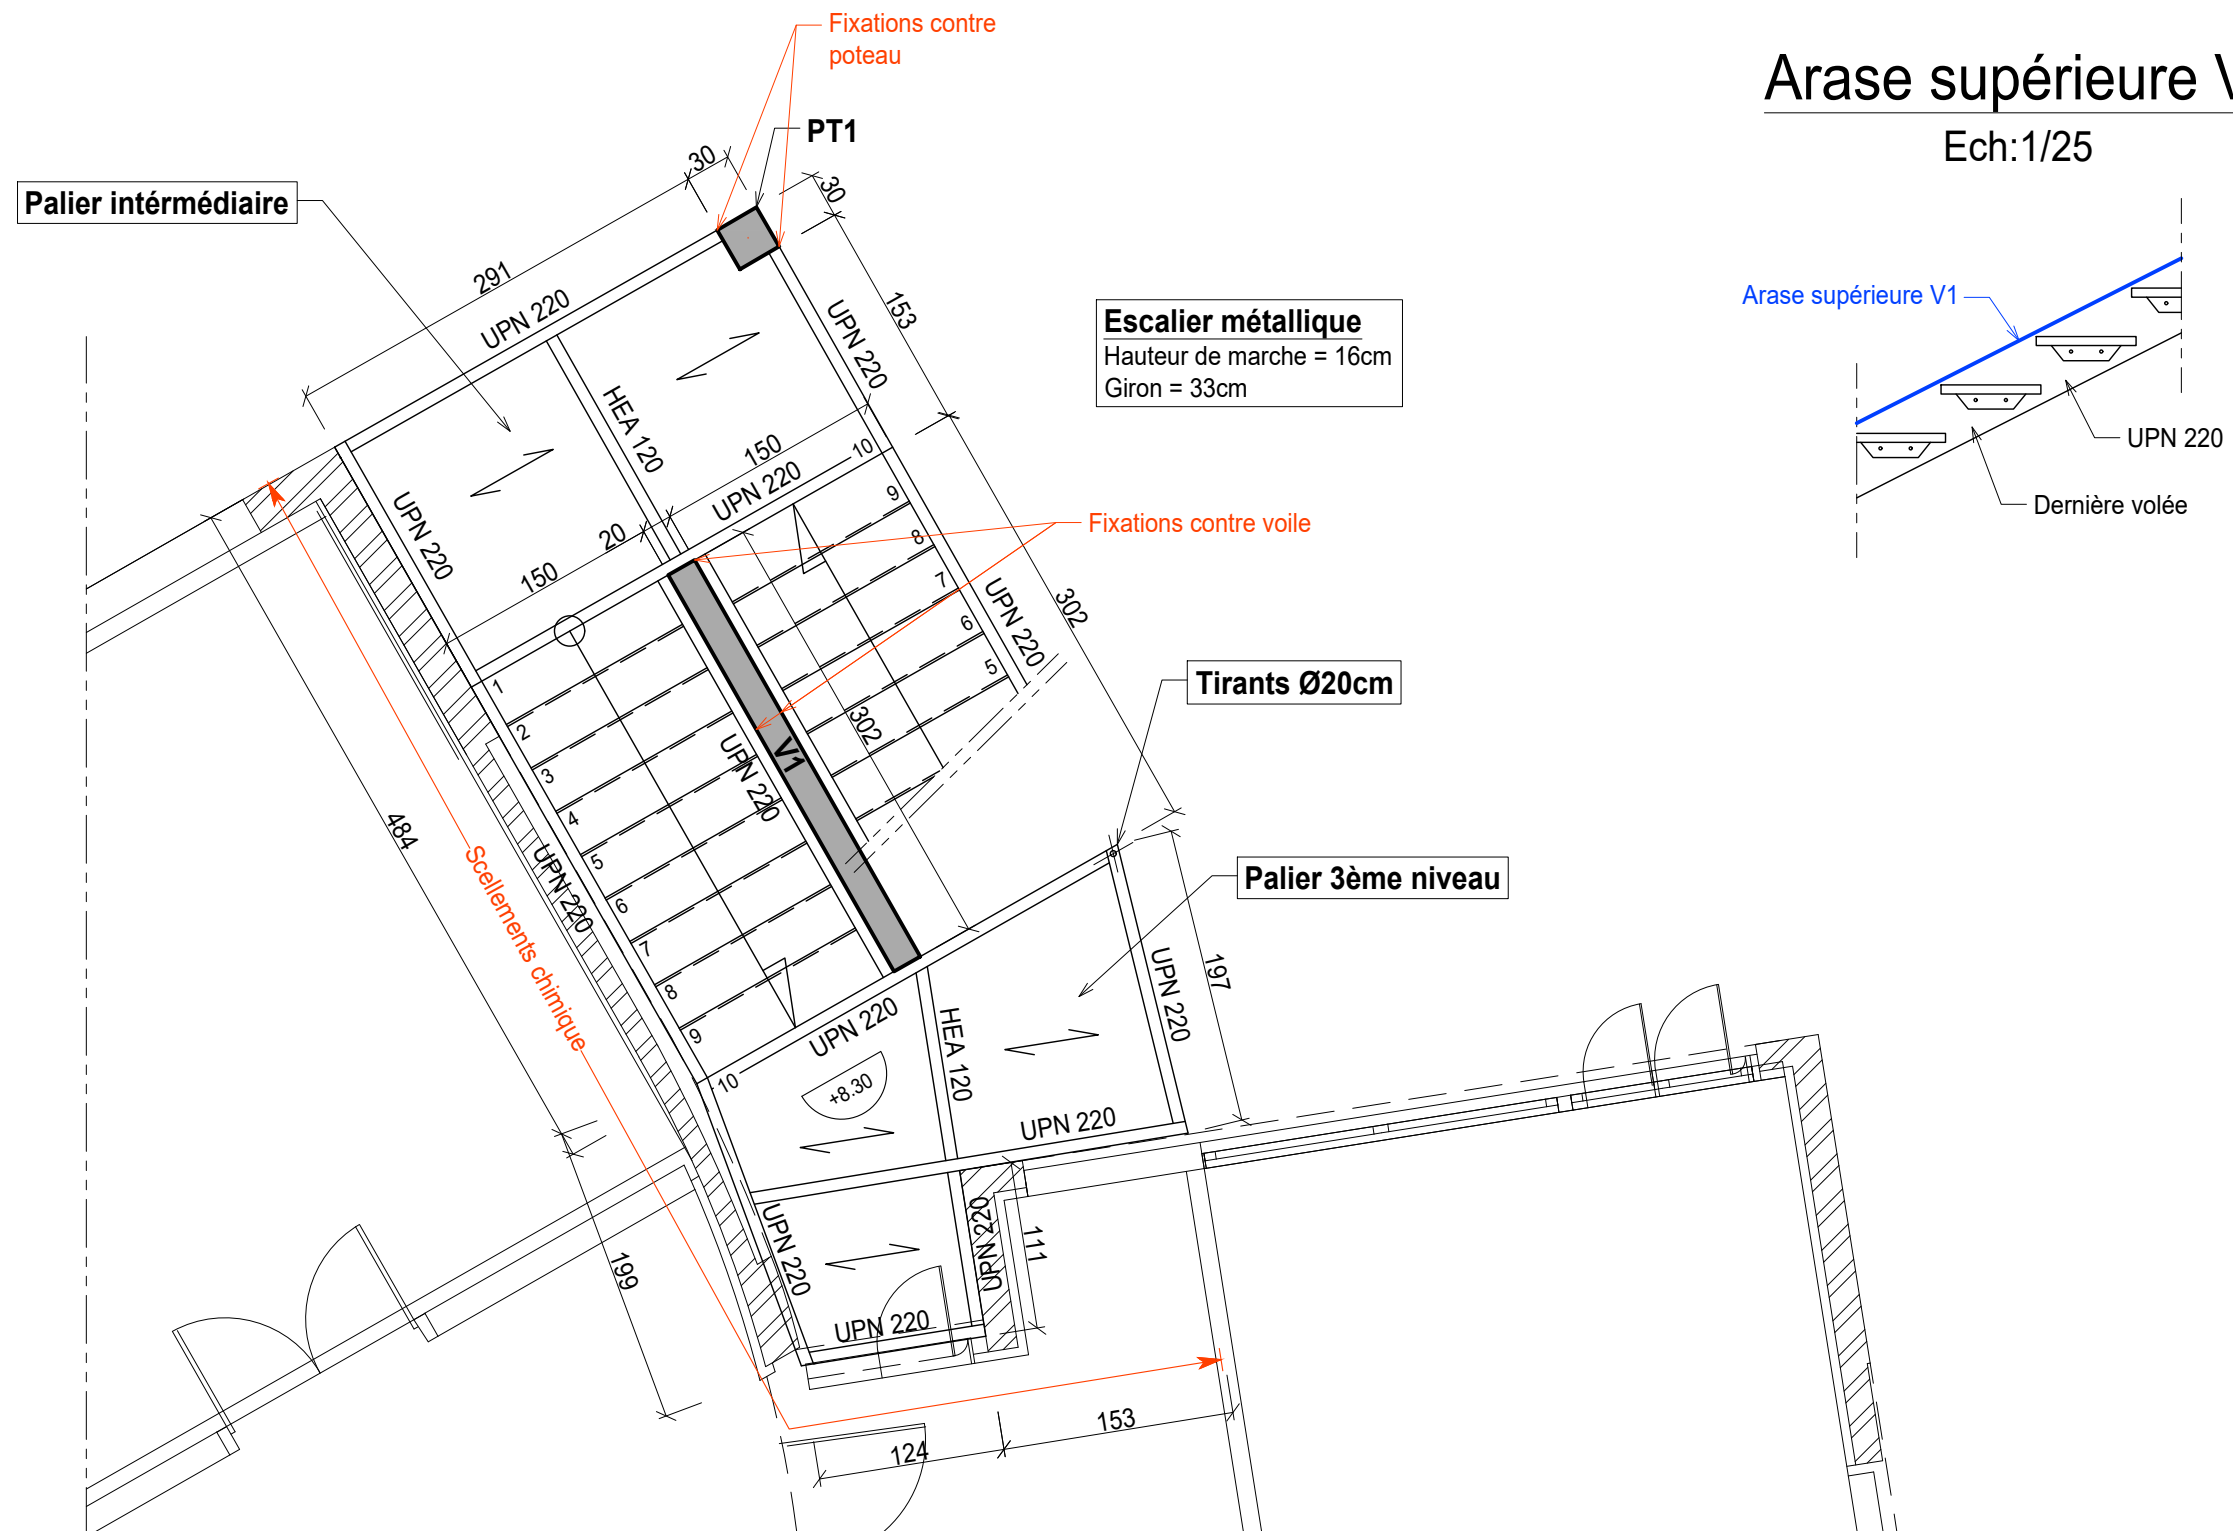 Fixations contre
poteau
Arase supérieure V
Ech:1/25
PT1
30
30
Palier intérmédiaire
291
UPN 220
153
UPN 220
Arase supérieure V1
UPN 220
Dernière volée
Escalier métallique
Hauteur de marche = 16cm
Giron = 33cm
HEA 120
150
UPN 220
10
9
8
7
6
5
UPN 220
150
20
Fixations contre voile
UPN 220
302
302
Tirants Ø20cm
V1
UPN 220
1
2
3
4
5
6
7
8
9
10
484
Scellements chimique
UPN 220
Palier 3ème niveau
UPN 220
197
UPN 220
HEA 120
+8.30
UPN 220
UPN 220
UPN 220
111
199
UPN 220
153
124